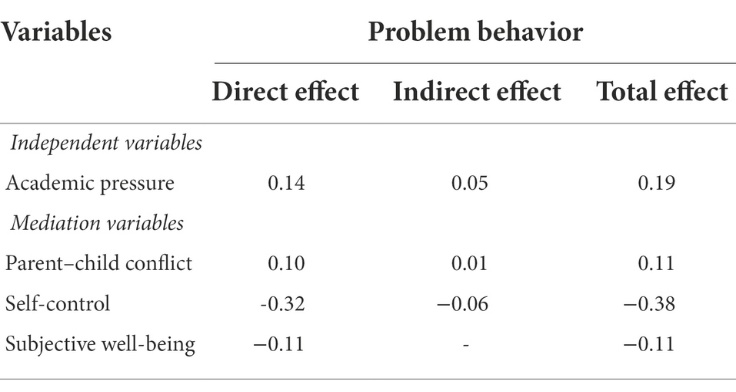 Variables Problem behavior
Direct effect Indirect effect Total effect
Independent variables
Academic pressure 0.14 0.05 0.19
Mediation variables
Parent–child conflict 0.10 0.01 0.11
Self-control -0.32 −0.06 −0.38
Subjective well-being −0.11 - −0.11